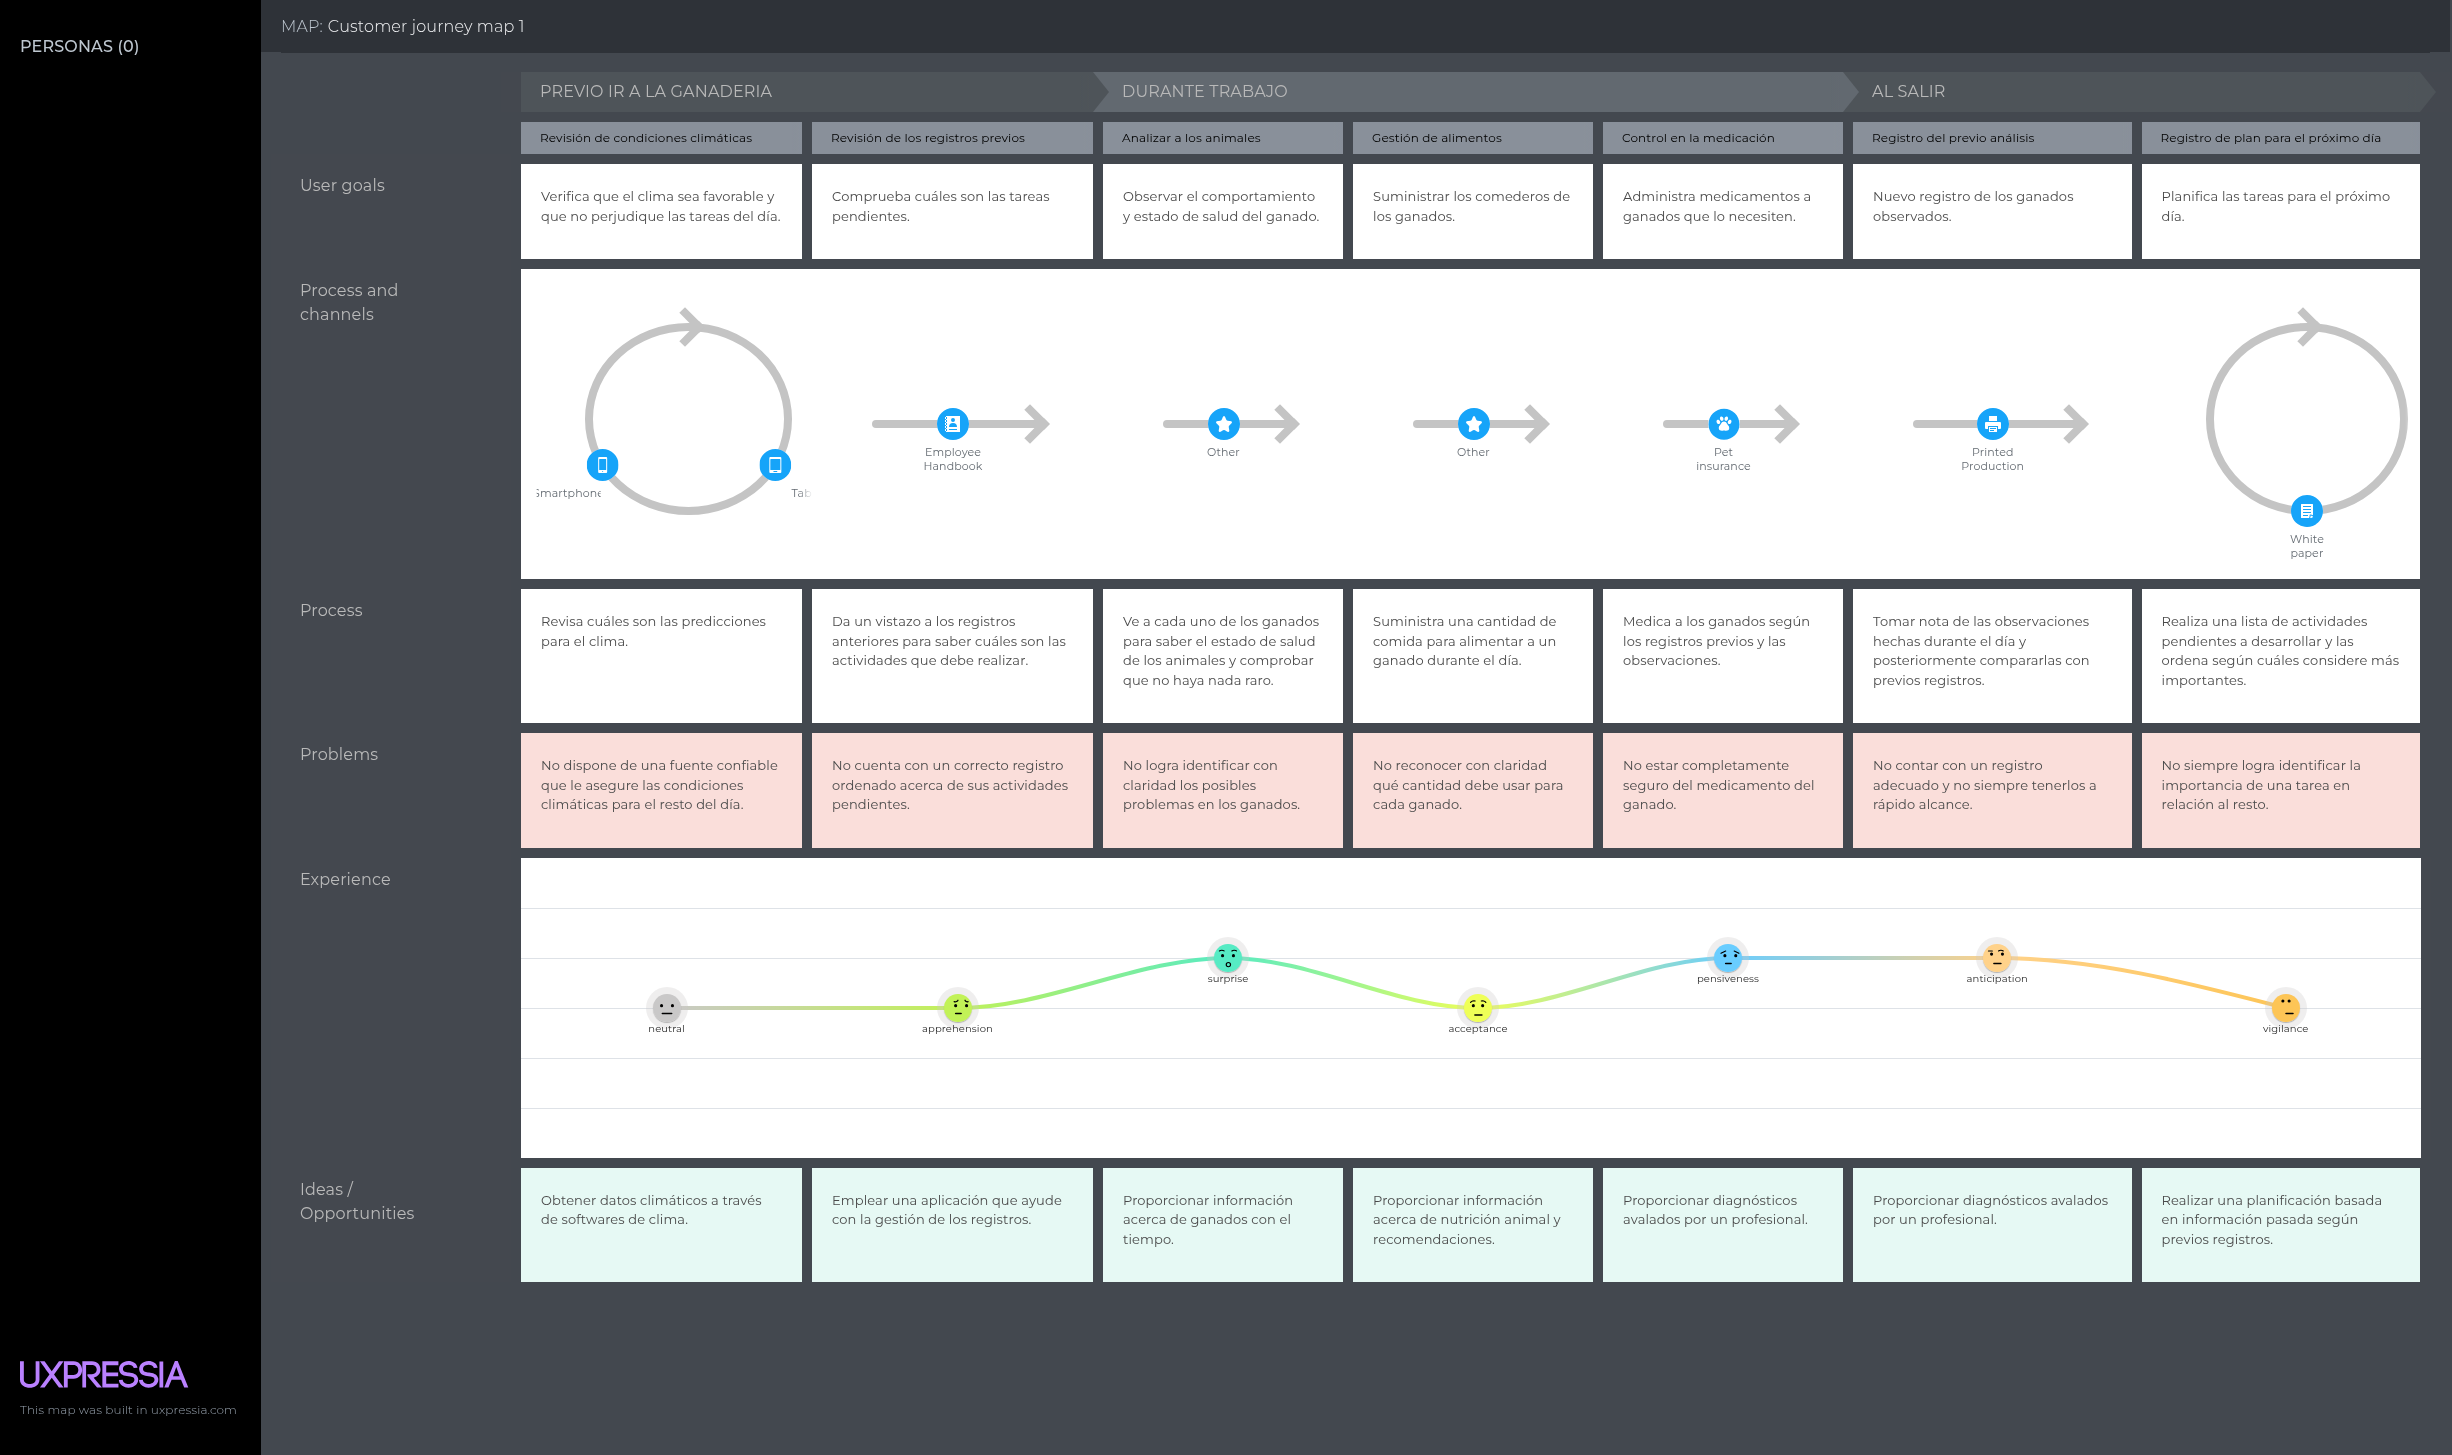 PERSONAS (0)
MAP: Customer journey map 1
PREVIO IR A LA GANADERIA
DURANTE TRABAJO
AL SALIR
Revisión de condiciones climáticas
Revisión de los registros previos
Analizar a los animales
Gestión de alimentos
Control en la medicación
Registro del previo análisis
Registro de plan para el próximo día
User goals
Verifica que el clima sea favorable y
que no perjudique las tareas del día.
Comprueba cuáles son las tareas
pendientes.
Observar el comportamiento
y estado de salud del ganado.
Suministrar los comederos de
los ganados.
Administra medicamentos a
ganados que lo necesiten.
Nuevo registro de los ganados
observados.
Planifica las tareas para el próximo
día.
Process and
channels
Smartphone
Tab
Employee
Handbook
Other
Other
Pet
insurance
Printed
Production
White
paper
Process
Revisa cuáles son las predicciones
para el clima.
Da un vistazo a los registros
anteriores para saber cuáles son las
actividades que debe realizar.
Ve a cada uno de los ganados
para saber el estado de salud
de los animales y comprobar
que no haya nada raro.
Suministra una cantidad de
comida para alimentar a un
ganado durante el día.
Medica a los ganados según
los registros previos y las
observaciones.
Tomar nota de las observaciones
hechas durante el día y
posteriormente compararlas con
previos registros.
Realiza una lista de actividades
pendientes a desarrollar y las
ordena según cuáles considere más
importantes.
Problems
No dispone de una fuente confiable
que le asegure las condiciones
climáticas para el resto del día.
No cuenta con un correcto registro
ordenado acerca de sus actividades
pendientes.
No logra identificar con
claridad los posibles
problemas en los ganados.
No reconocer con claridad
qué cantidad debe usar para
cada ganado.
No estar completamente
seguro del medicamento del
ganado.
No contar con un registro
adecuado y no siempre tenerlos a
rápido alcance.
No siempre logra identificar la
importancia de una tarea en
relación al resto.
Experience
neutral
apprehension
surprise
acceptance
pensiveness
anticipation
vigilance
Ideas /
Opportunities
Obtener datos climáticos a través
de softwares de clima.
Emplear una aplicación que ayude
con la gestión de los registros.
Proporcionar información
acerca de ganados con el
tiempo.
Proporcionar información
acerca de nutrición animal y
recomendaciones.
Proporcionar diagnósticos
avalados por un profesional.
Proporcionar diagnósticos avalados
por un profesional.
Realizar una planificación basada
en información pasada según
previos registros.
UXPRESSIA
This map was built in uxpressia.com